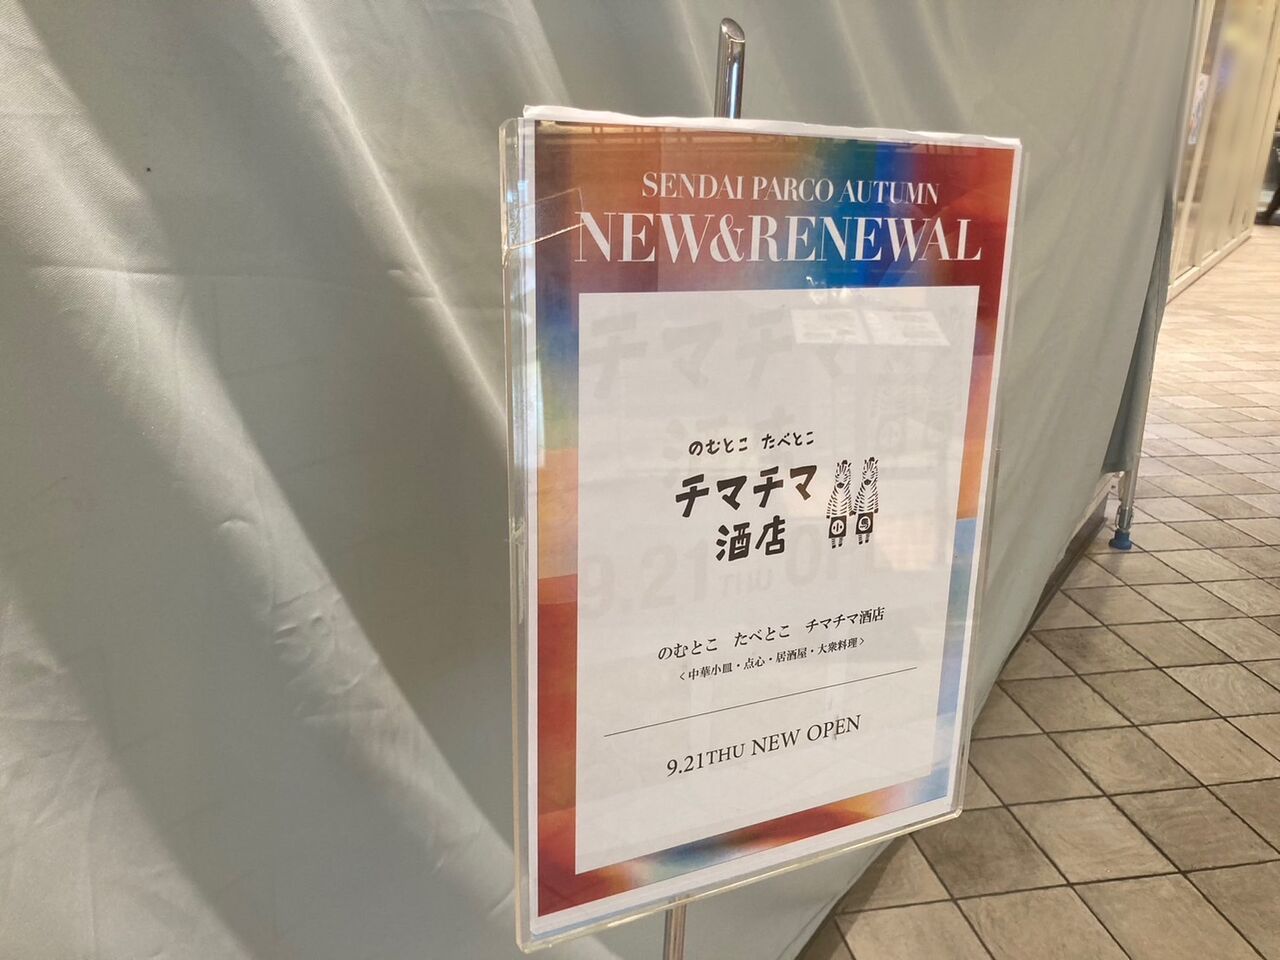 SENDAI PARCO AUTUMN
NEW&RENEWAL
のむとこ たべとこ
チマチマ
酒店
小
のむとこ たべとこ チマチマ酒店
<中華小皿・点心・居酒屋・大衆料理>
9.21THU NEW OPEN